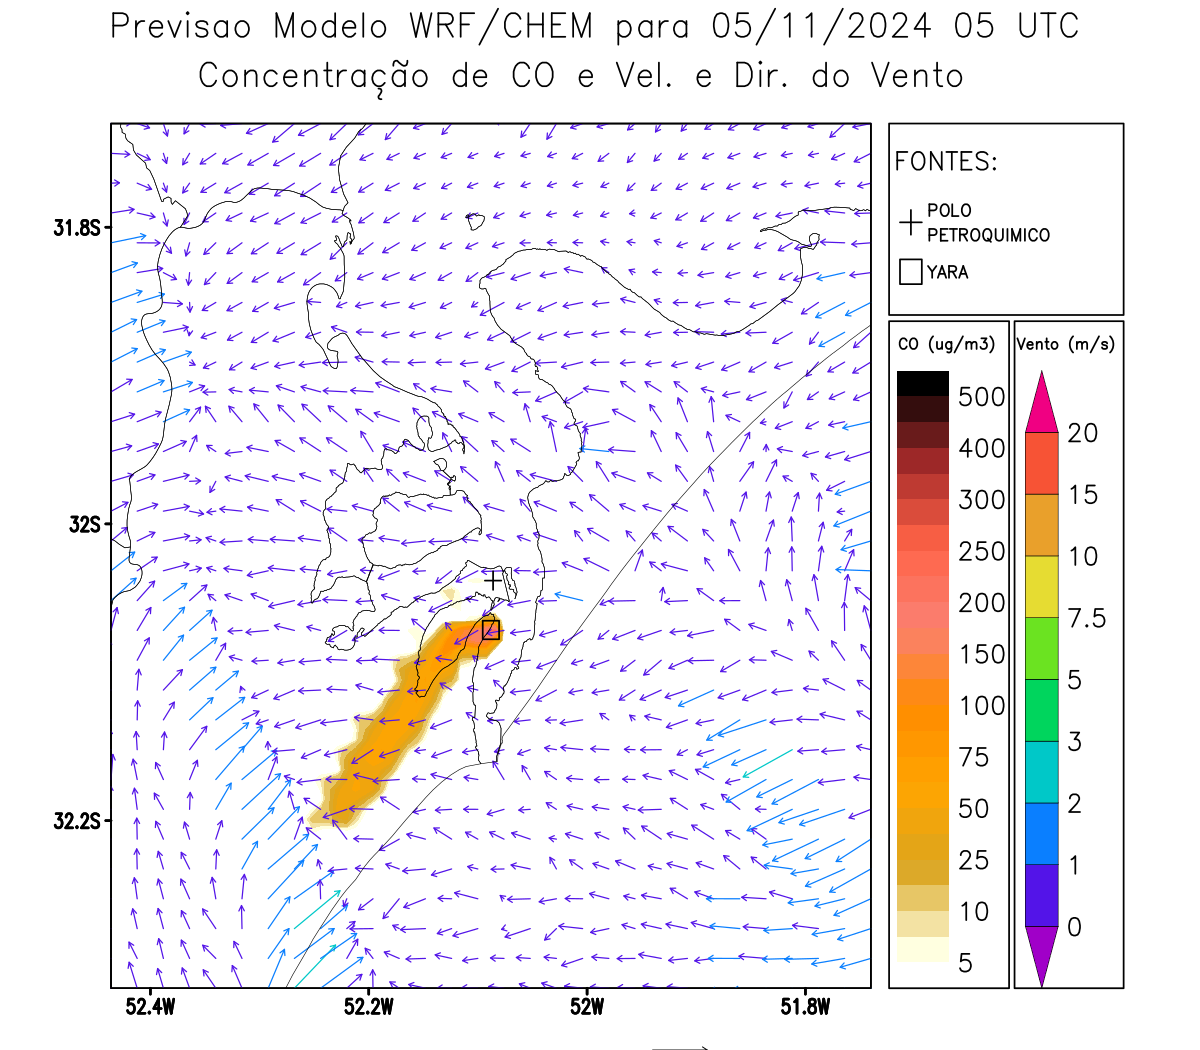 Previsao Modelo WRF/CHEM para 05/11/2024 05 UTC
Concentração de CO e Vel. e Dir. do Vento
FONTES:
POLO
PETROQUIMICO
YARA
CO (ug/m3)
500
400
300
250
200
150
100
75
50
25
10
5
Vento (m/s)
20
15
10
7.5
5
3
2
1
0
31.8S
32S
32.2S
52.4W
52.2W
52W
51.8W